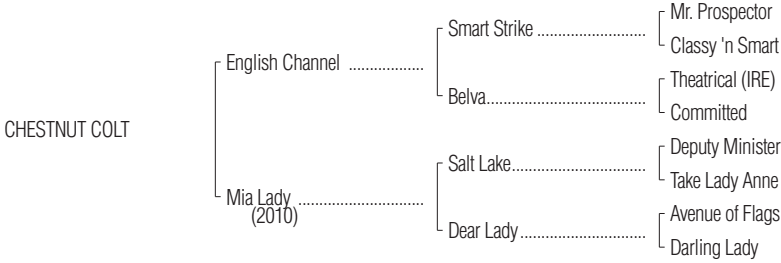 Mr. Prospector
Smart Strike ..........................
Classy 'n Smart
English Channel ..................
Theatrical (IRE)
Belva......................................
Committed
CHESTNUT COLT
Deputy Minister
Salt Lake................................
Take Lady Anne
Mia Lady ..............................
(2010)
Avenue of Flags
Dear Lady ..............................
Darling Lady